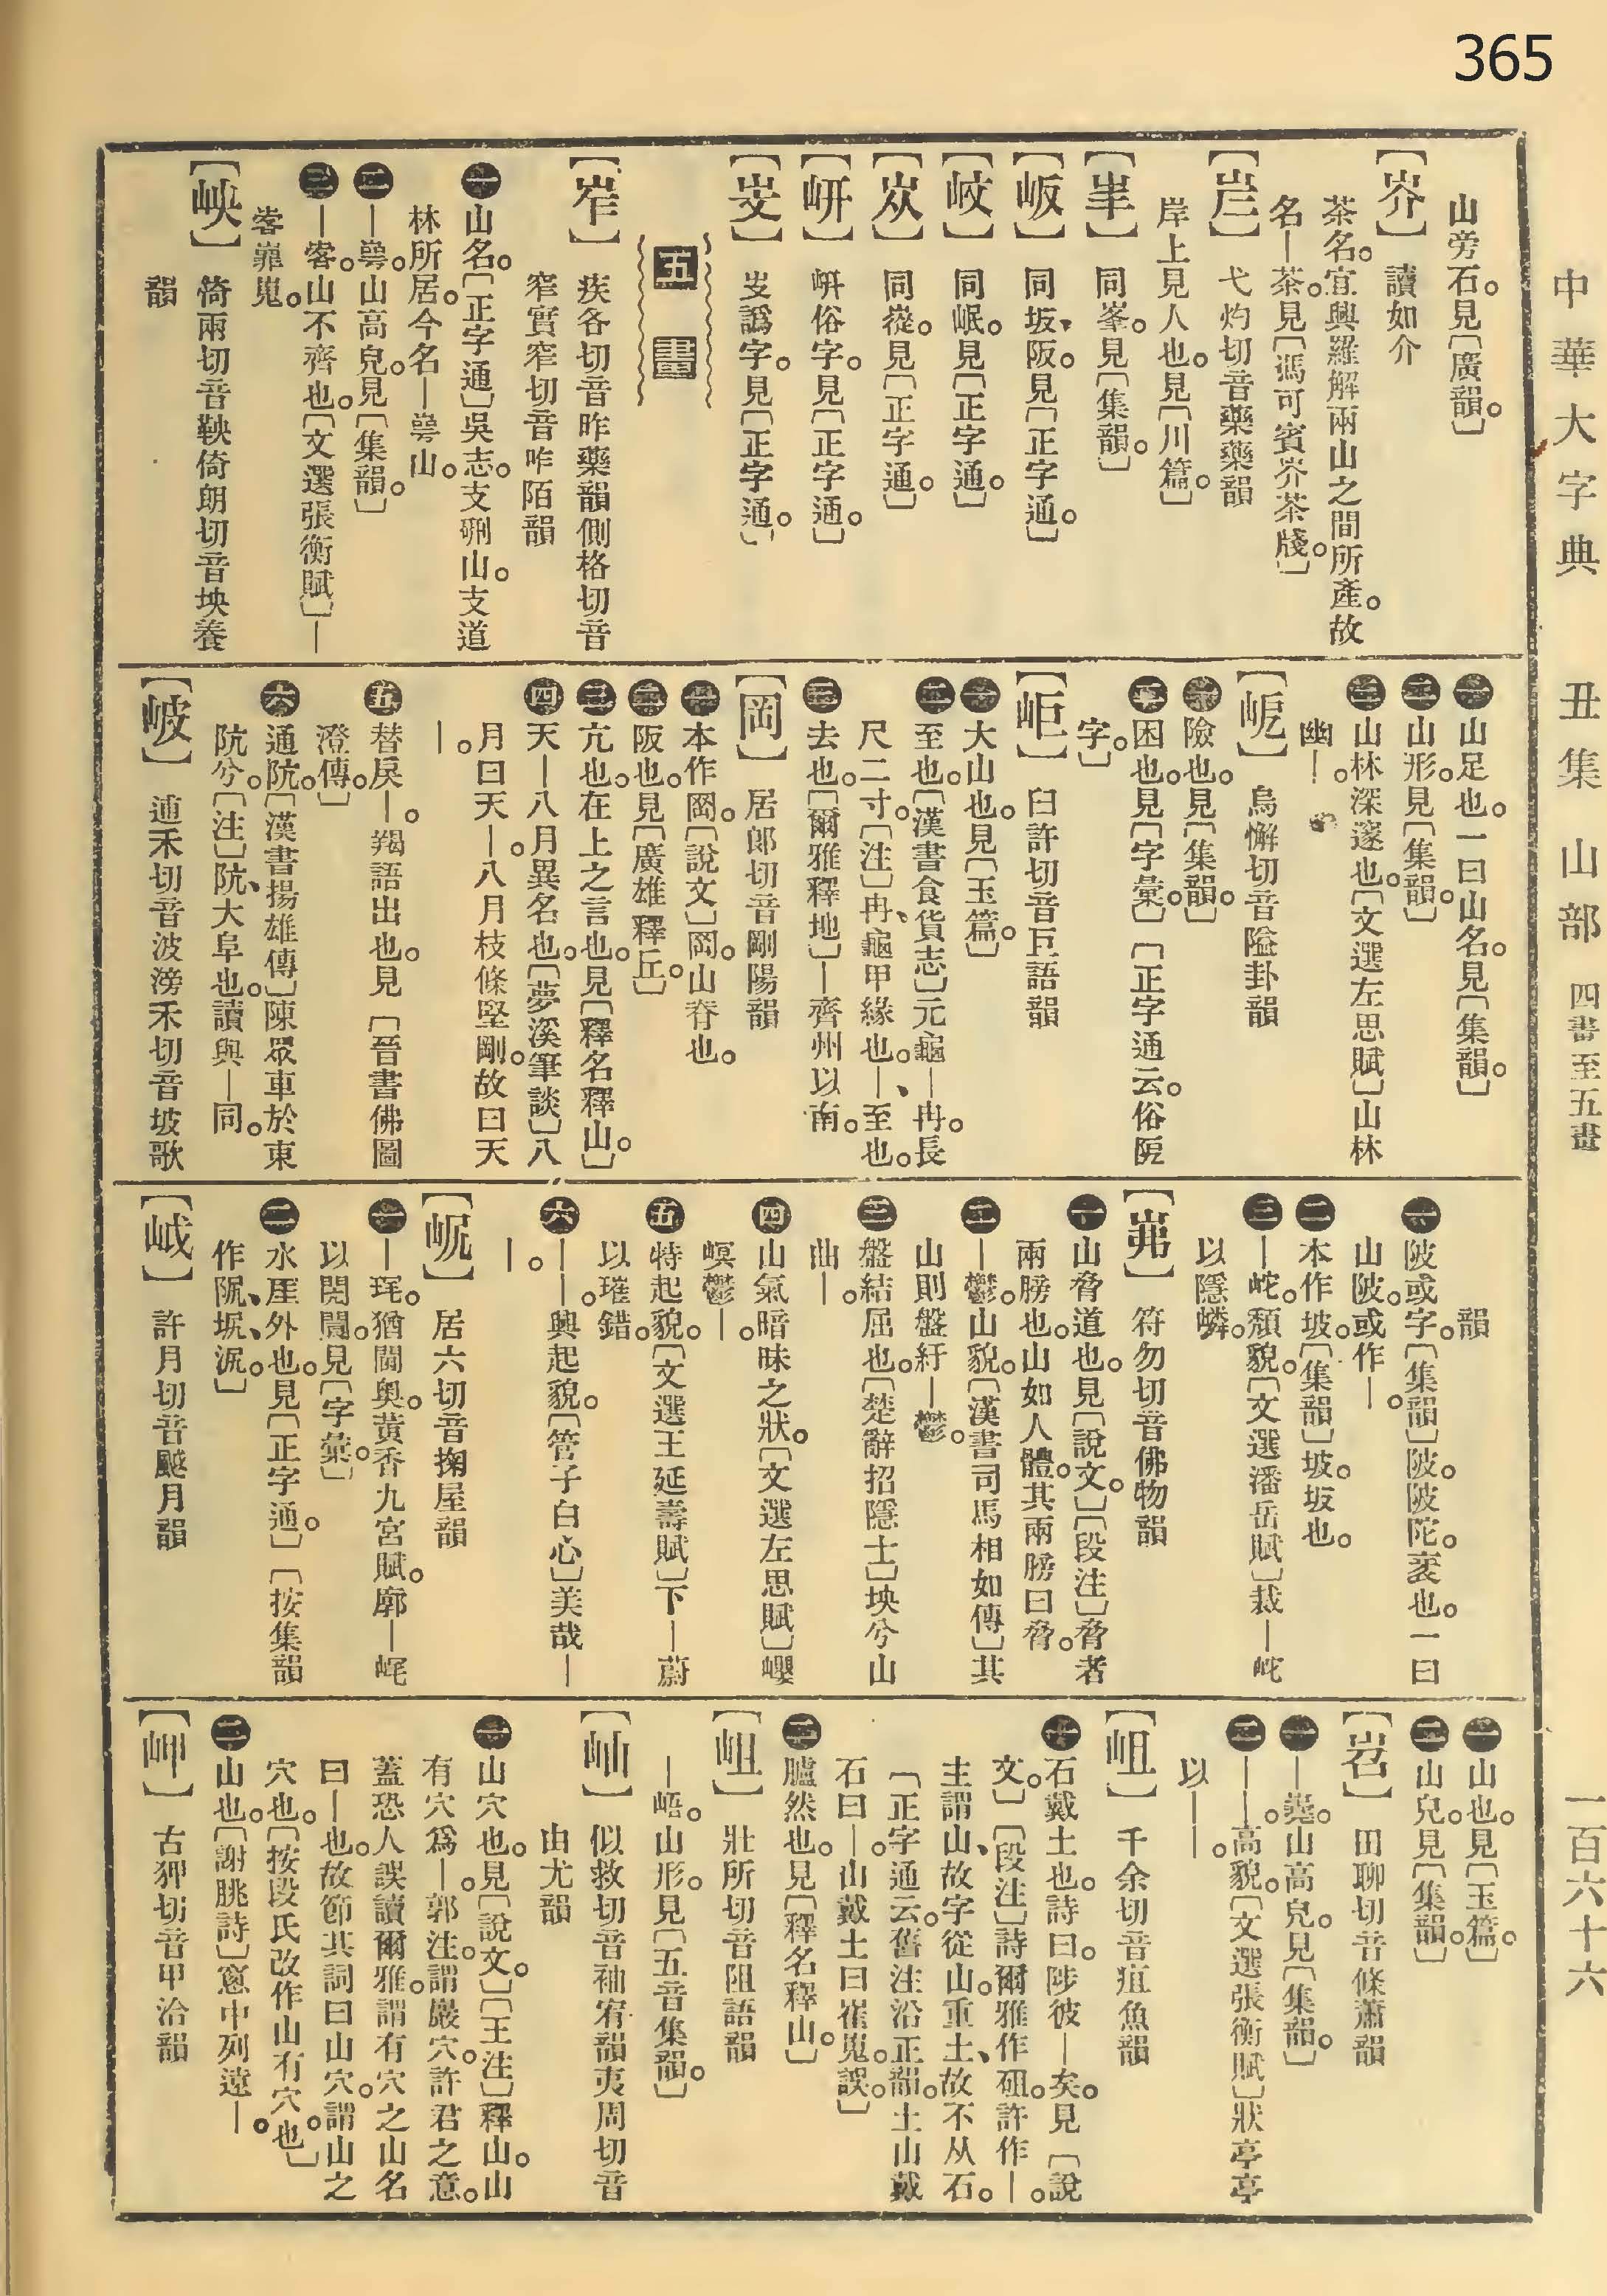 365
中華大字典　丑集　山部　四畫至五畫　一百六十六
山旁石。見〔廣韻。〕
〔岕〕讀如介
茶名。宜興羅解兩山之間所產。故
名—茶。見〔馮可賓岕茶牋。〕
弋灼切音藥藥韻
岸上見人也。見〔川篇。〕
同峯。見〔集韻。〕
〔岅〕同坂、阪。見〔正字通。〕
同岷。見〔正字通。〕
同嵸。見〔正字通。〕
〔岍〕岍俗字。見〔正字通。〕
〔岌〕字。見〔正字通。〕
五畫
〔岝〕疾各切音昨藥韻側格切音
窄實窄切音咋陌韻
㊀山名。〔正字通〕吳志。支硎山。支道
林所居。今名—㟧山。
㊁—㟧。山高皃。見〔集韻。〕
㊂—峉。山不齊也。〔文選張衡賦〕—
峉嶵嵬。
〔岟〕倚兩切音鞅倚朗切音坱養
韻
㊀山足也。一曰山名。見〔集韻。〕
㊁山形。見〔集韻。〕
㊂山林深邃也。〔文選左思賦〕山林
幽—。
〔岲〕烏懈切音隘卦韻
㊀險也。見〔集韻。〕
㊁困也。見〔字彙。〕〔正字通云。俗阸
字。〕
〔岠〕臼許切音巨語韻
㊀大山也。見〔玉篇。〕
㊁至也。〔漢書食貨志〕元龜—冉。長
尺二寸。〔注〕冉、龜甲緣也。—、至也。
㊂去也。〔爾雅釋地〕—齊州以南。
〔岡〕居郎切音剛陽韻
㊀本作岡。〔說文〕岡。山脊也。
㊁阪也。見〔廣雄釋丘。〕
㊂亢也。在上之言也。見〔釋名釋山。〕
㊃天—八月異名也。〔夢溪筆談〕八
月曰天—。八月枝條堅剛。故曰天
—。
㊄替戾—。羯語出也。見〔晉書佛圖
澄傳。〕
㊅通阬。〔漢書揚雄傳〕陳眾車於東
阬兮。〔注〕阬、大阜也。讀與—同。
〔岥〕逋禾切音波滂禾切音坡歌
韻
㊀陂或字。〔集韻〕陂。陂陀。衺也。一曰
山陂。或作—。
㊁本作坡。〔集韻〕坡。坂也。
㊂—岮。頹貌。〔文選潘岳賦〕裁—岮
以隱嶙。
〔岪〕符勿切音佛物韻
㊀山脅道也。見〔說文。〕〔段注〕脅者
兩膀也。山如人體。其兩膀曰脅。
㊁—鬱。山貌。〔漢書司馬相如傳〕其
山則盤紆—鬱。
㊂盤結屈也。〔楚辭招隱士〕坱兮山
曲—。
㊃山氣暗昧之狀。〔文選左思賦〕巊
嵿鬱—。
㊄特起貌。〔文選王延壽賦〕下—蔚
以璀錯。
㊅——。興起貌。〔管子白心〕美哉—
—。
〔𡵺〕居六切音掬屋韻
㊀—㟎。猶閫奧。黃香九宮賦。廓—㟎
以閌閬。見〔字彙。〕
㊁水厓外也。見〔正字通。〕〔按集韻
作阢、坭、泦。〕
〔𡶸〕許月切音颰月韻
㊀山也。見〔玉篇。〕
㊁山皃。見〔集韻。〕
〔岧〕田聊切音條蕭韻
㊀—嶤。山高皃。見〔集韻。〕
㊁——。高貌。〔文選張衡賦〕狀亭亭
以——。
〔岨〕千余切音疽魚韻
㊀石戴土也。詩曰。陟彼—矣。見〔說
文。〕〔段注〕詩爾雅作砠。許作—。
主謂山、故字從山。重土、故不从石。
〔正字通云。舊注沿正韻。土山戴
石曰—。山戴土曰崔嵬。誤。〕
㊁臚然也。見〔釋名釋山。〕
〔岨〕壯所切音阻語韻
—峿。山形。見〔五音集韻。〕
〔岫〕似救切音袖宥韻夷周切音
由尤韻
㊀山穴也。見〔說文。〕〔王注〕釋山。山
有穴爲—。郭注。謂巖穴。許君之意。
蓋恐人誤讀爾雅。謂有穴之山名
曰—也。故節其詞曰山穴。謂山之
穴也。〔按段氏改作山有穴也。〕
㊁山也。〔謝朓詩〕窻中列遠—。
〔岬〕古狎切音甲洽韻